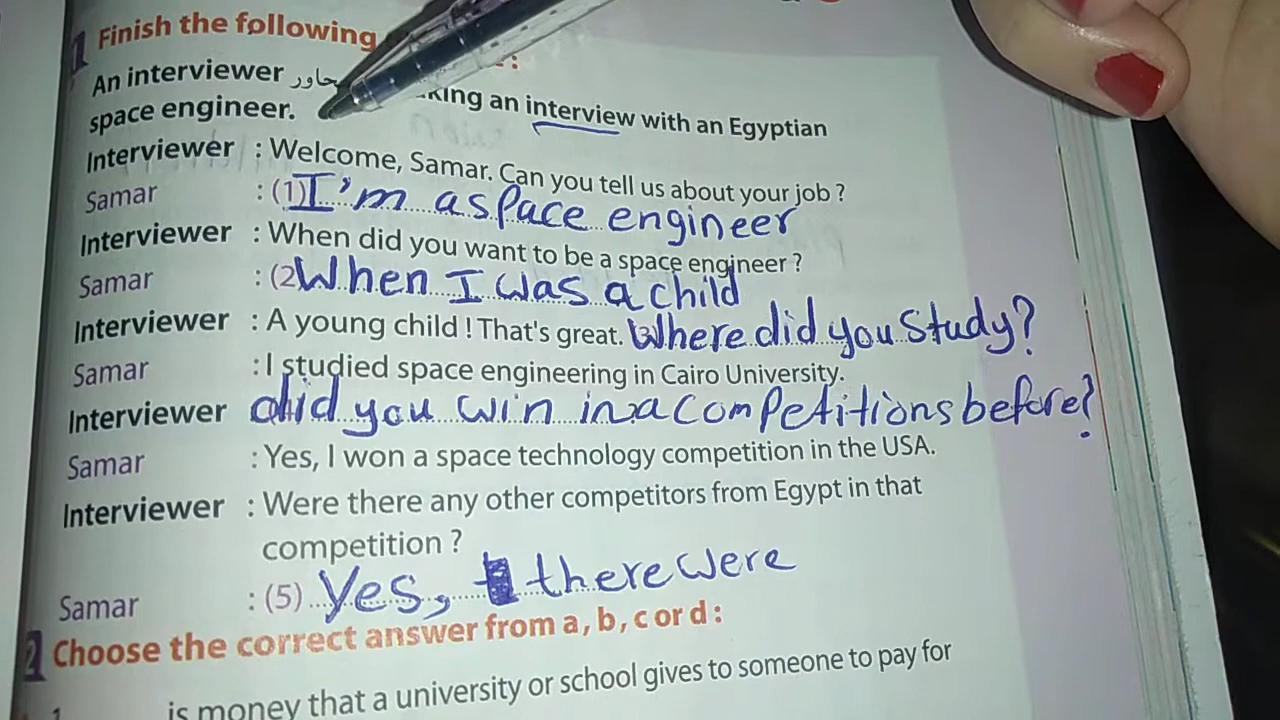 1 Finish the following :
An interviewer محاور king an interview with an Egyptian
space engineer.
Interviewer : Welcome, Samar. Can you tell us about your job ?
Samar : (1) I'm a space engineer
Interviewer : When did you want to be a space engineer ?
Samar : (2 When I was a child
Interviewer : A young child ! That's great. Where did you study?
Samar : I studied space engineering in Cairo University.
Interviewer did you win in a competitions before?
Samar : Yes, I won a space technology competition in the USA.
Interviewer : Were there any other competitors from Egypt in that
competition ?
Samar : (5) Yes, there were
2 Choose the correct answer from a, b, c or d :
1 is money that a university or school gives to someone to pay for